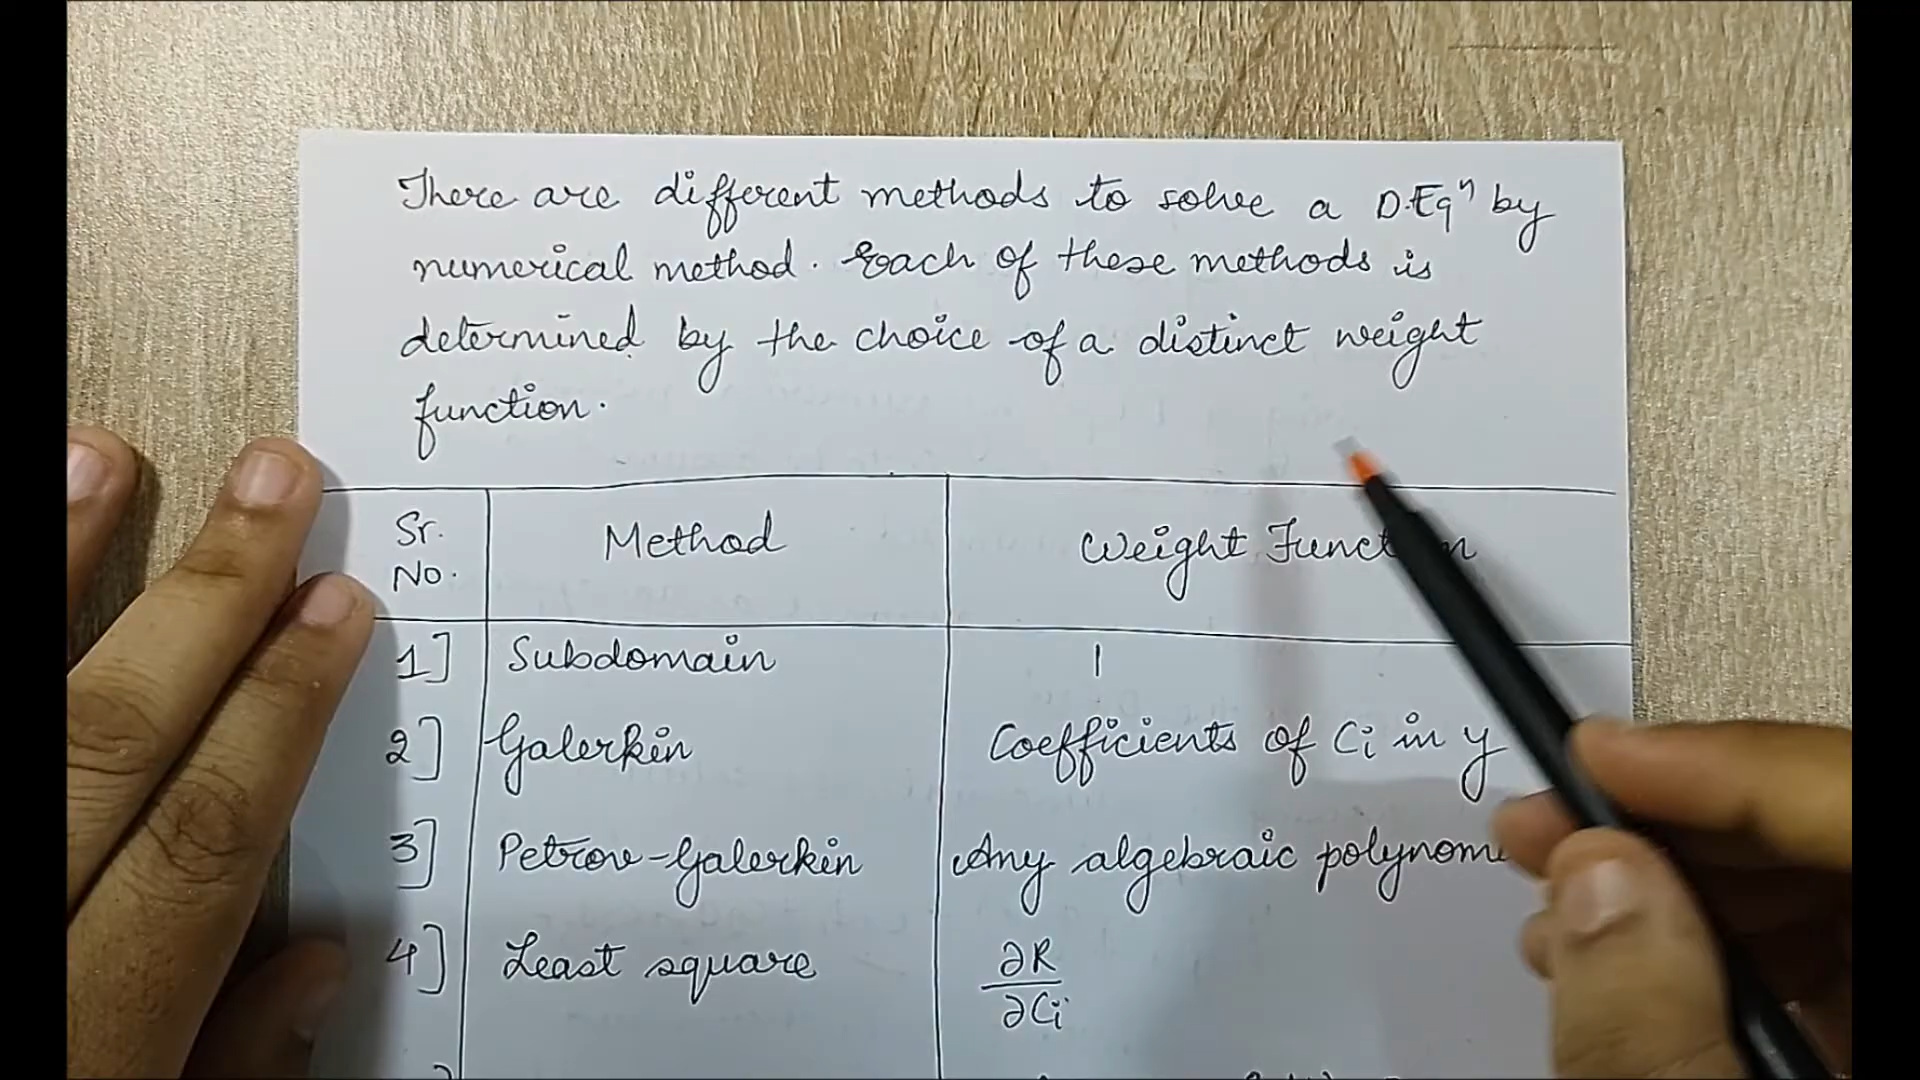 There are different methods to solve a D.Eqⁿ by
numerical method. Each of these methods is
determined by the choice of a distinct weight
function.
Sr. No. Method Weight
1] Subdomain 1
2] Galerkin Coefficients of Ci in y
3] Petrov-Galerkin Any algebraic
4] Least square ∂R/∂Ci